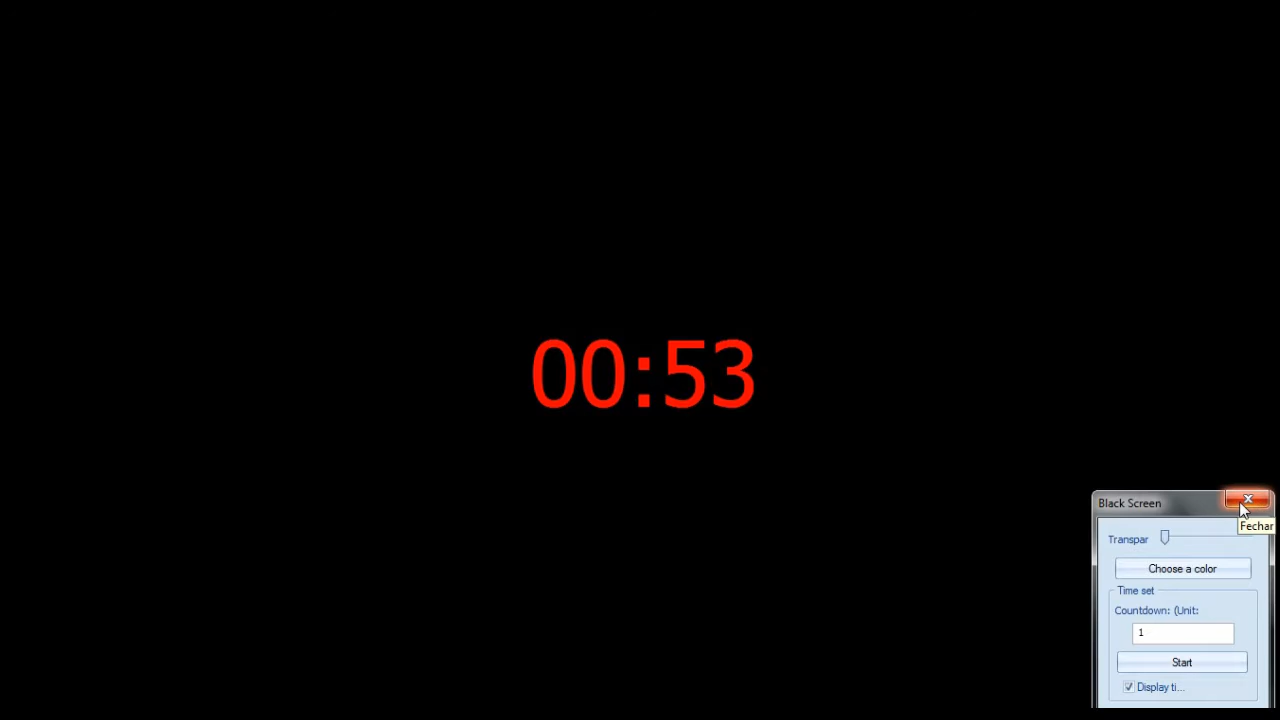 00:53
Black Screen
Fechar
Transpar
Choose a color
Time set
Countdown: (Unit:
1
Start
Display ti...